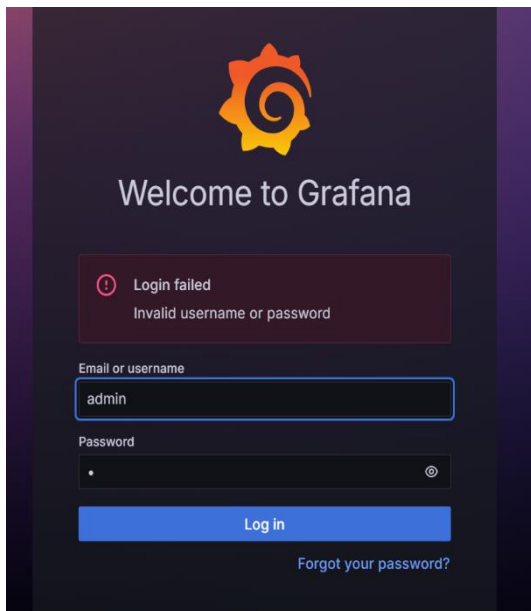 Welcome to Grafana
Login failed
Invalid username or password
Email or username
admin
Password
•
Log in
Forgot your password?